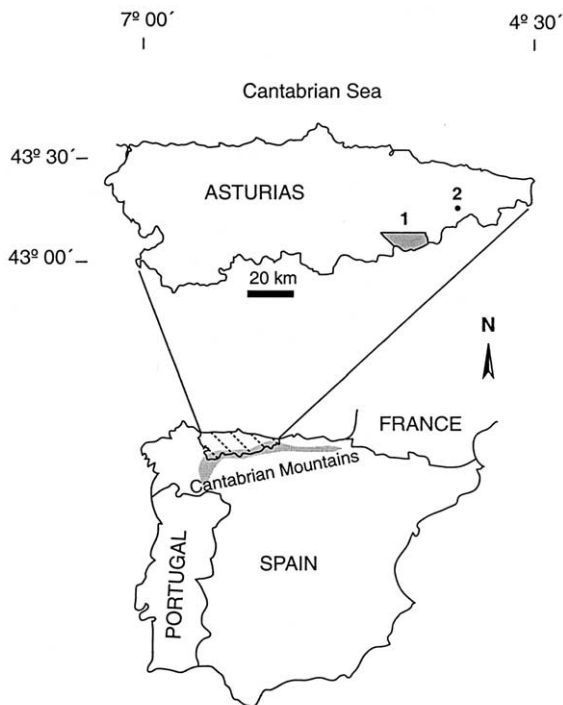 7º 00´
4º 30´
Cantabrian Sea
43º 30´
ASTURIAS
2
1
43º 00´
20 km
N
FRANCE
Cantabrian Mountains
PORTUGAL
SPAIN